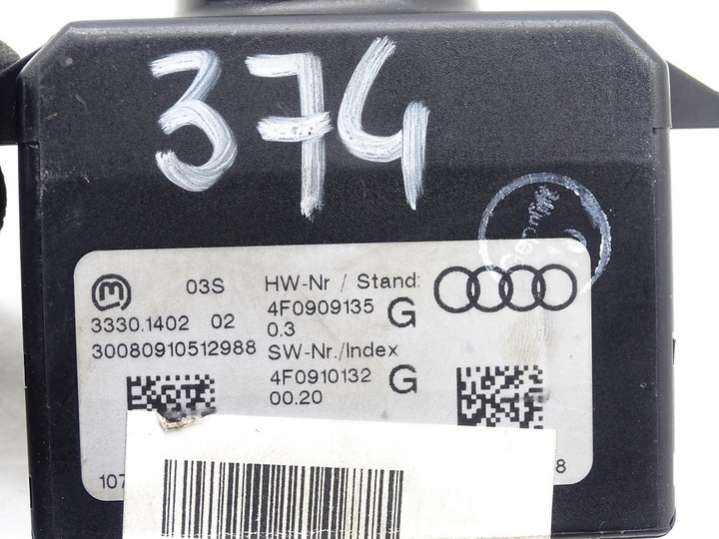 374
03S HW-Nr / Stand:
3330.1402 02 4F0909135 G
0.3
30080910512988 SW-Nr./Index
4F0910132 G
00.20
107
8